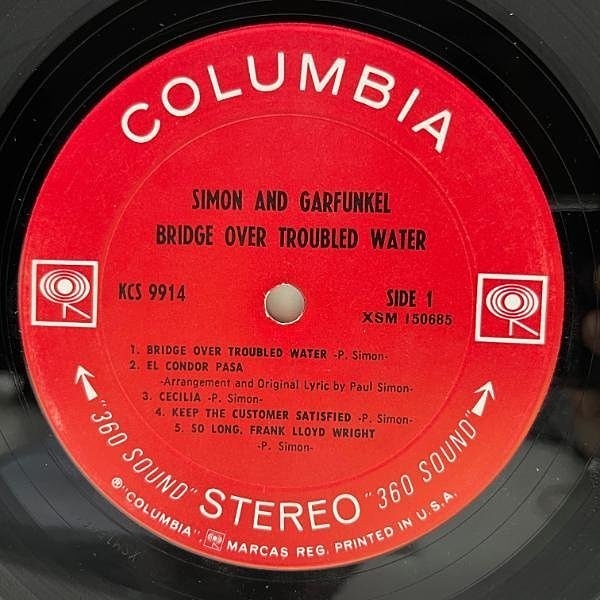 COLUMBIA
SIMON AND GARFUNKEL
BRIDGE OVER TROUBLED WATER
KCS 9914
SIDE 1
XSM 150685
1. BRIDGE OVER TROUBLED WATER -P. Simon-
2. EL CONDOR PASA
-Arrangement and Original Lyric by Paul Simon-
3. CECILIA -P. Simon-
4. KEEP THE CUSTOMER SATISFIED -P. Simon-
5. SO LONG, FRANK LLOYD WRIGHT
-P. Simon-
"360 SOUND" STEREO "360 SOUND"
® "COLUMBIA", MARCAS REG. PRINTED IN U.S.A.